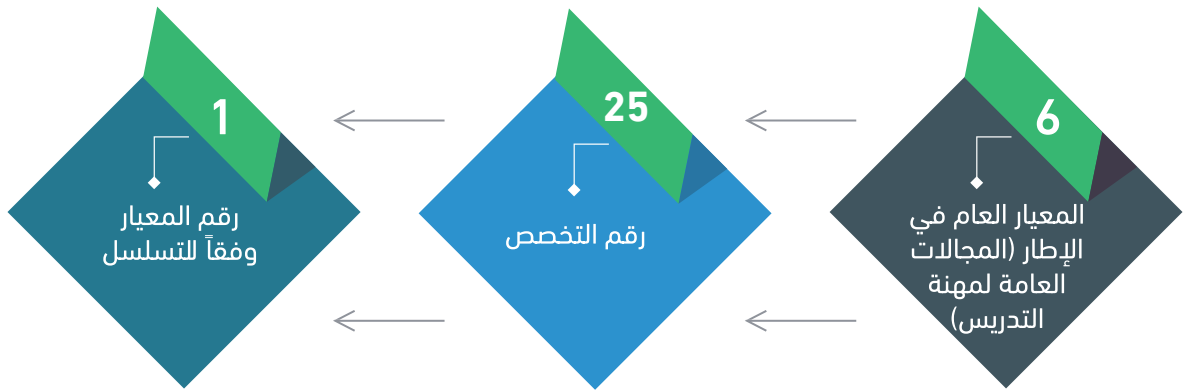 6
المعيار العام في
الإطار (المجالات
العامة لمهنة
التدريس)
25
رقم التخصص
1
رقم المعيار
وفقاً للتسلسل